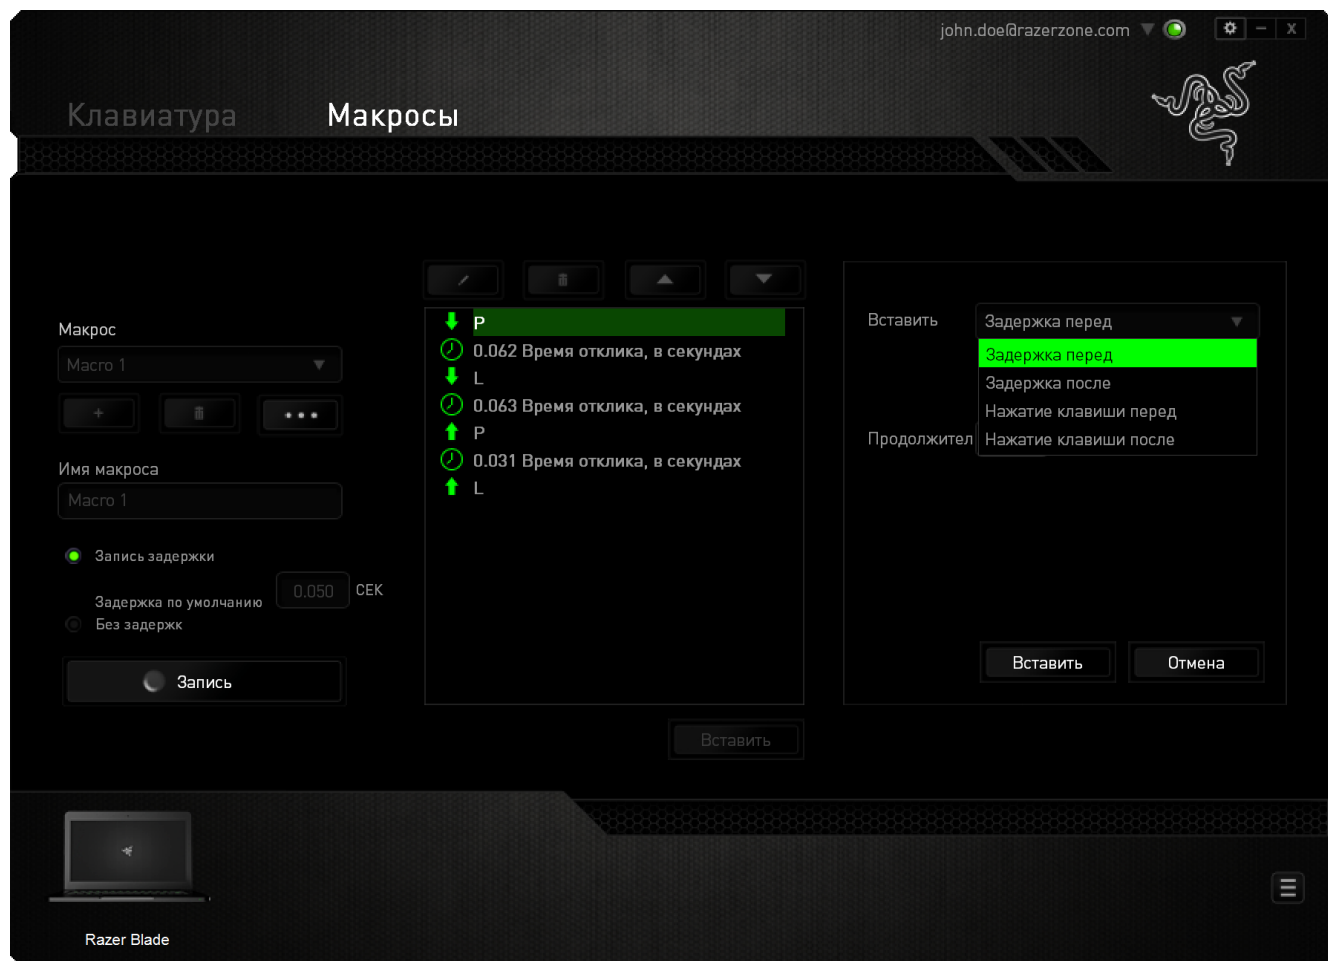 john.doe@razerzone.com
X
Клавиатура
Макросы
Макрос
Macro 1
Имя макроса
Macro 1
Запись задержки
Задержка по умолчанию
0.050 СЕК
Без задержк
Запись
P
0.062 Время отклика, в секундах
L
0.063 Время отклика, в секундах
P
0.031 Время отклика, в секундах
L
Вставить
Вставить
Задержка перед
Задержка перед
Задержка после
Нажатие клавиши перед
Нажатие клавиши после
Продолжител
Вставить
Отмена
Razer Blade